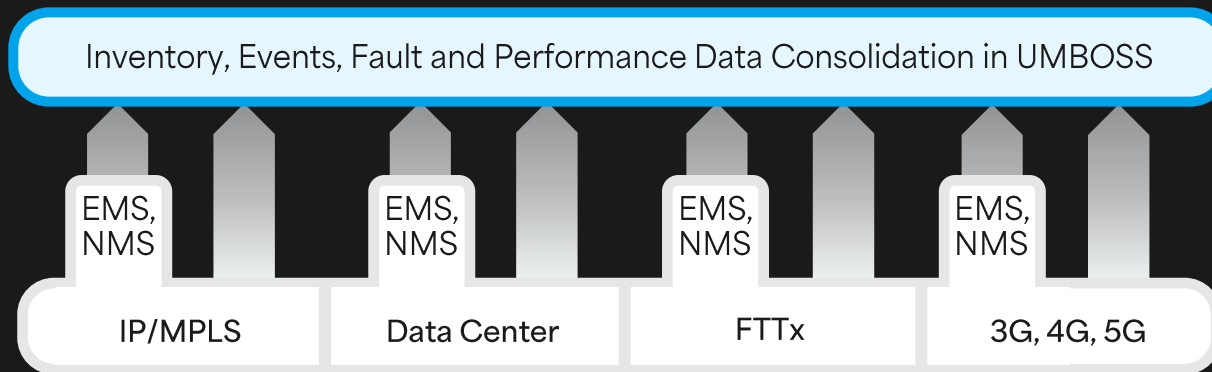 Inventory, Events, Fault and Performance Data Consolidation in UMBOSS
EMS,
NMS
EMS,
NMS
EMS,
NMS
EMS,
NMS
IP/MPLS
Data Center
FTTx
3G, 4G, 5G